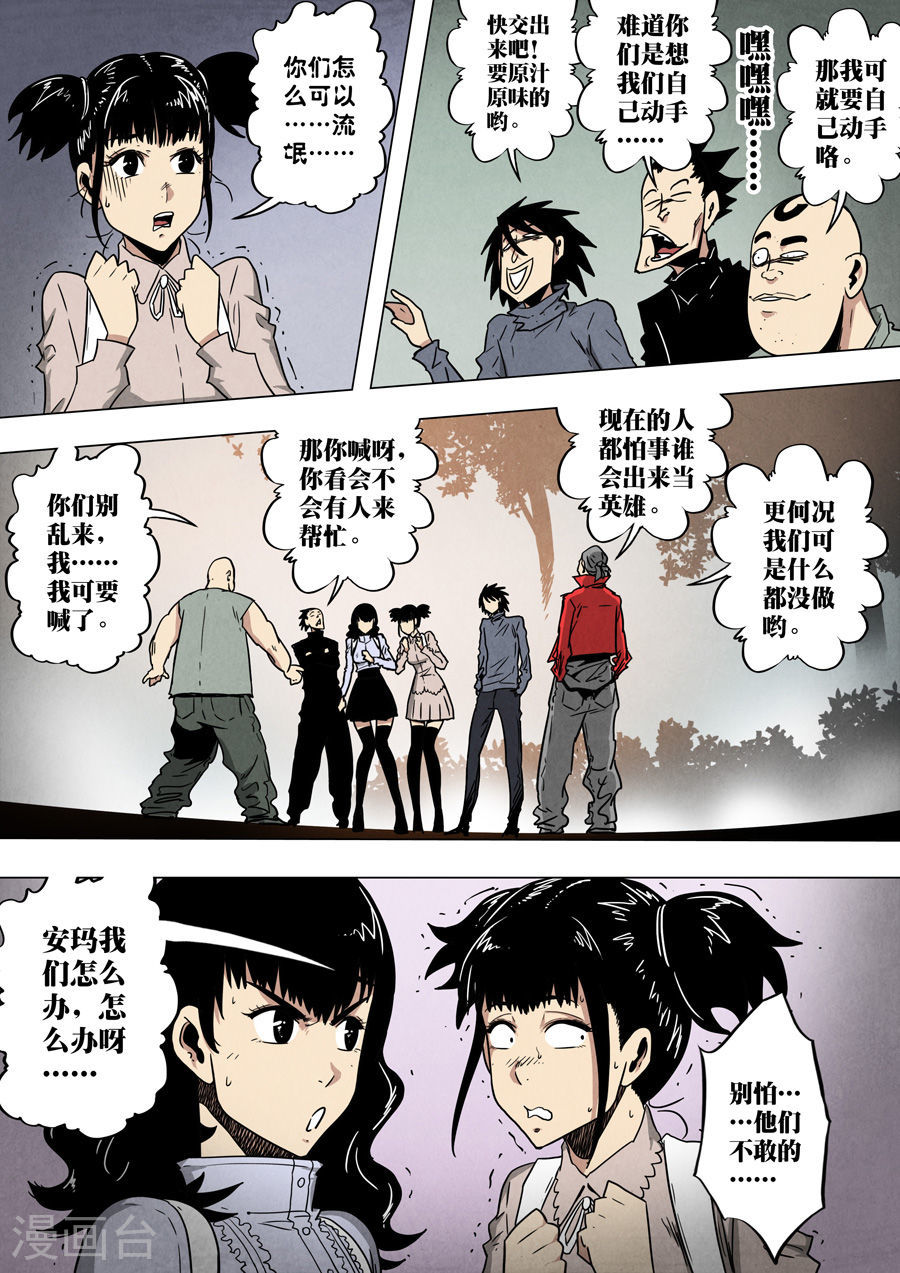 你们怎
么可以
……流
氓……
快交出
来吧！
要原汁
原味的
哟。
难道你
们是想
我们自
己动手
……
嘿
嘿
嘿
……
那我可
就要自
己动手
咯。
你们别
乱来，
我……
我可要
喊了。
那你喊呀，
你看会不
会有人来
帮忙。
现在的人
都怕事谁
会出来当
英雄。
更何况
我们可
是什么
都没做
哟。
安玛我
们怎么
办，怎
么办呀
……
别怕…
…他们
不敢的
……
漫画台